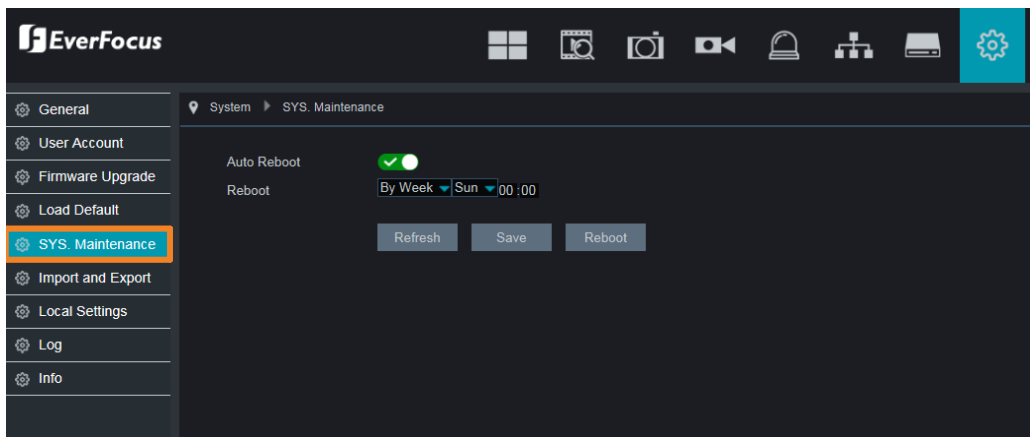 EverFocus
General
User Account
Firmware Upgrade
Load Default
SYS. Maintenance
Import and Export
Local Settings
Log
Info
System SYS. Maintenance
Auto Reboot
Reboot By Week Sun 00 :00
Refresh Save Reboot